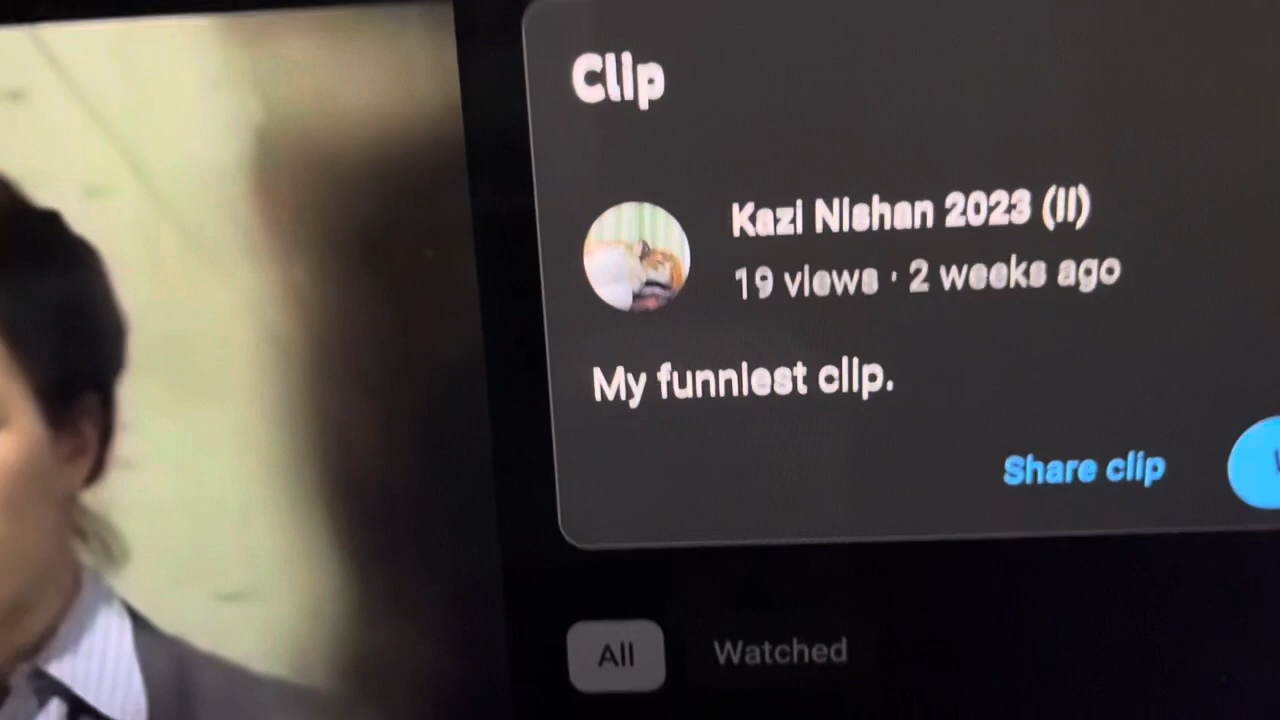 Clip
Kazi Nishan 2023 (II)
19 views · 2 weeks ago
My funniest clip.
Share clip
All
Watched